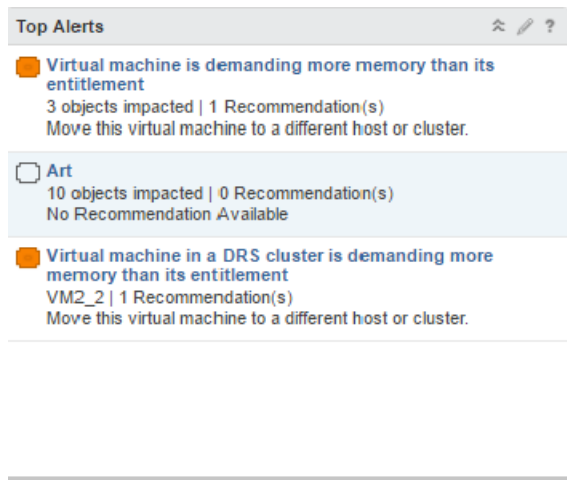 Top Alerts ?
Virtual machine is demanding more memory than its
entitlement
3 objects impacted | 1 Recommendation(s)
Move this virtual machine to a different host or cluster.
Art
10 objects impacted | 0 Recommendation(s)
No Recommendation Available
Virtual machine in a DRS cluster is demanding more
memory than its entitlement
VM2_2 | 1 Recommendation(s)
Move this virtual machine to a different host or cluster.